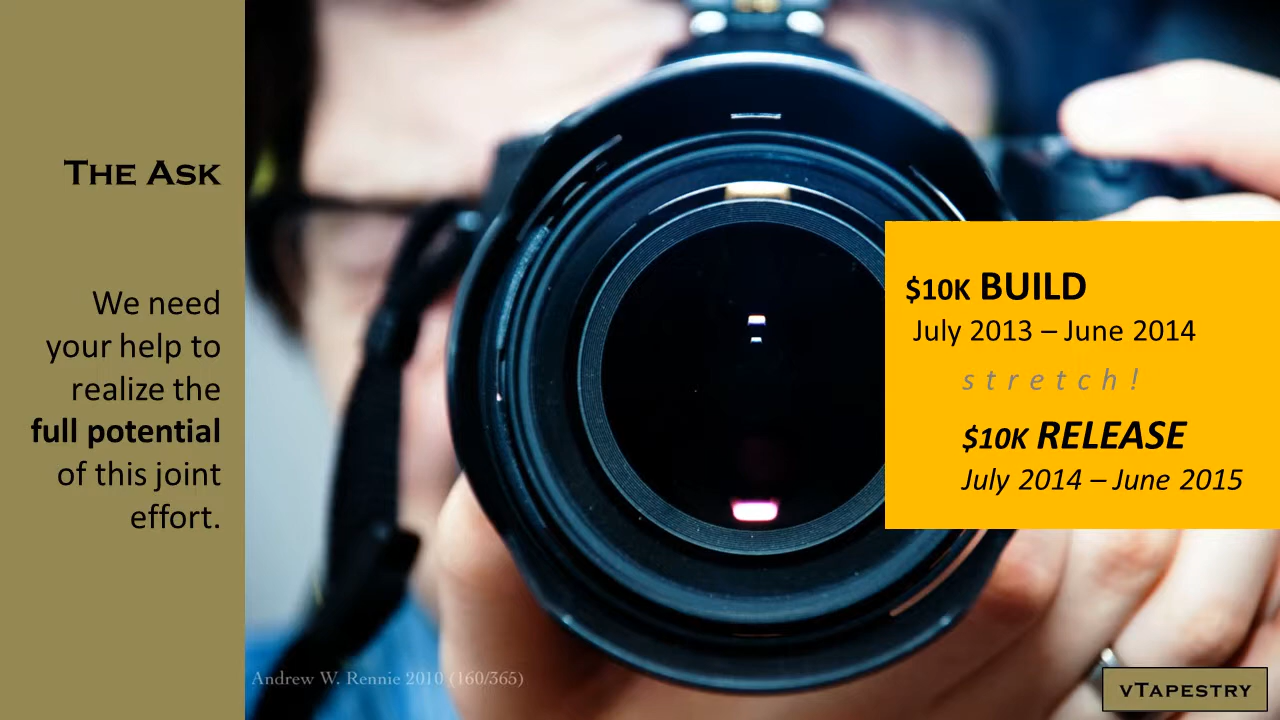 The Ask
We need
your help to
realize the
full potential
of this joint
effort.
$10K BUILD
July 2013 – June 2014
stretch!
$10K RELEASE
July 2014 – June 2015
Andrew W. Rennie 2010 (160/365)
vTapestry